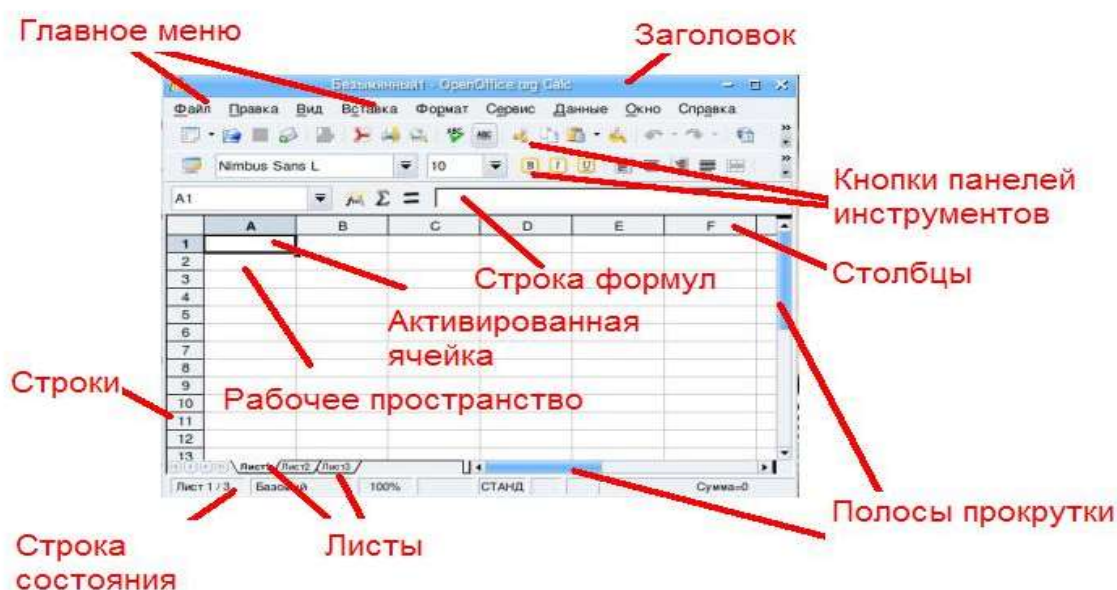 Главное меню
Заголовок
Безымянный1 - OpenOffice.org Calc
Файл Правка Вид Вставка Формат Сервис Данные Окно Справка
ABC ABC
Nimbus Sans L 10 B I U
Кнопки панелей
инструментов
A1 Σ =
A B C D E F
1
2
3
4
5
6
7
8
9
10
11
12
13
Строка формул
Столбцы
Активированная
ячейка
Строки
Рабочее пространство
Лист1 Лист2 Лист3
Лист 1 / 3 Базовый 100% СТАНД Сумма=0
Полосы прокрутки
Строка
состояния
Листы